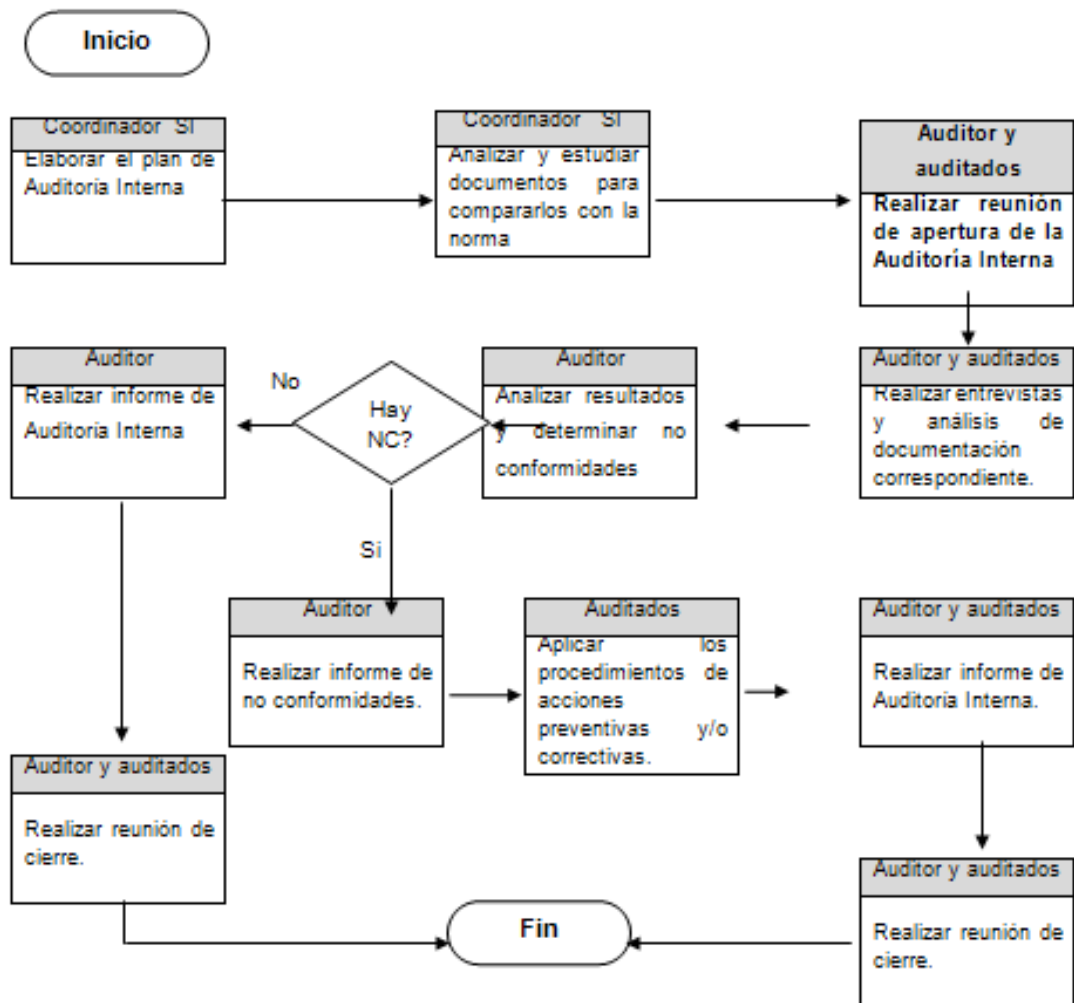 Inicio
Coordinador SI
Elaborar el plan de
Auditoría Interna
Coordinador SI
Analizar y estudiar
documentos para
compararlos con la
norma
Auditor y
auditados
Realizar reunión
de apertura de la
Auditoría Interna
Auditor
Realizar informe de
Auditoría Interna
No
Hay
NC?
Si
Auditor
Analizar resultados
y determinar no
conformidades
Auditor y auditados
Realizar entrevistas
y análisis de
documentación
correspondiente.
Auditor
Realizar informe de
no conformidades.
Auditados
Aplicar los
procedimientos de
acciones
preventivas y/o
correctivas.
Auditor y auditados
Realizar informe de
Auditoría Interna.
Auditor y auditados
Realizar reunión de
cierre.
Fin
Auditor y auditados
Realizar reunión de
cierre.